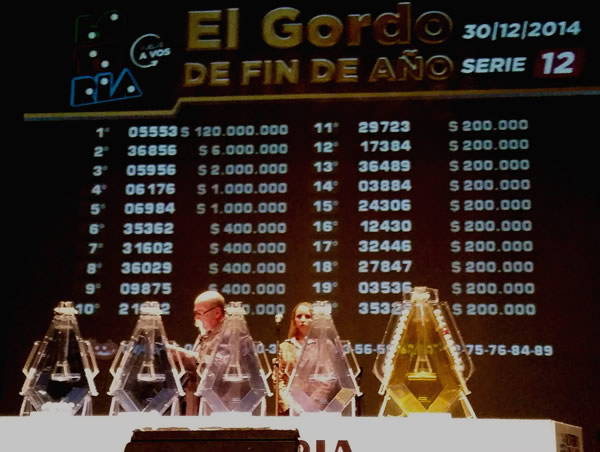 JUEGA
A VOS
El Gordo
DE FIN DE AÑO
30/12/2014
SERIE 12
1° 05553 $ 120.000.000 11° 29723 $ 200.000
2° 36856 $ 6.000.000 12° 17384 $ 200.000
3° 05956 $ 2.000.000 13° 36489 $ 200.000
4° 06176 $ 1.000.000 14° 03884 $ 200.000
5° 06984 $ 1.000.000 15° 24306 $ 200.000
6° 35362 $ 400.000 16° 12430 $ 200.000
7° 31602 $ 400.000 17° 32446 $ 200.000
8° 36029 $ 400.000 18° 27847 $ 200.000
9° 09875 $ 400.000 19° 03536 $ 200.000
10° $ 200.000
-75-76-84-89